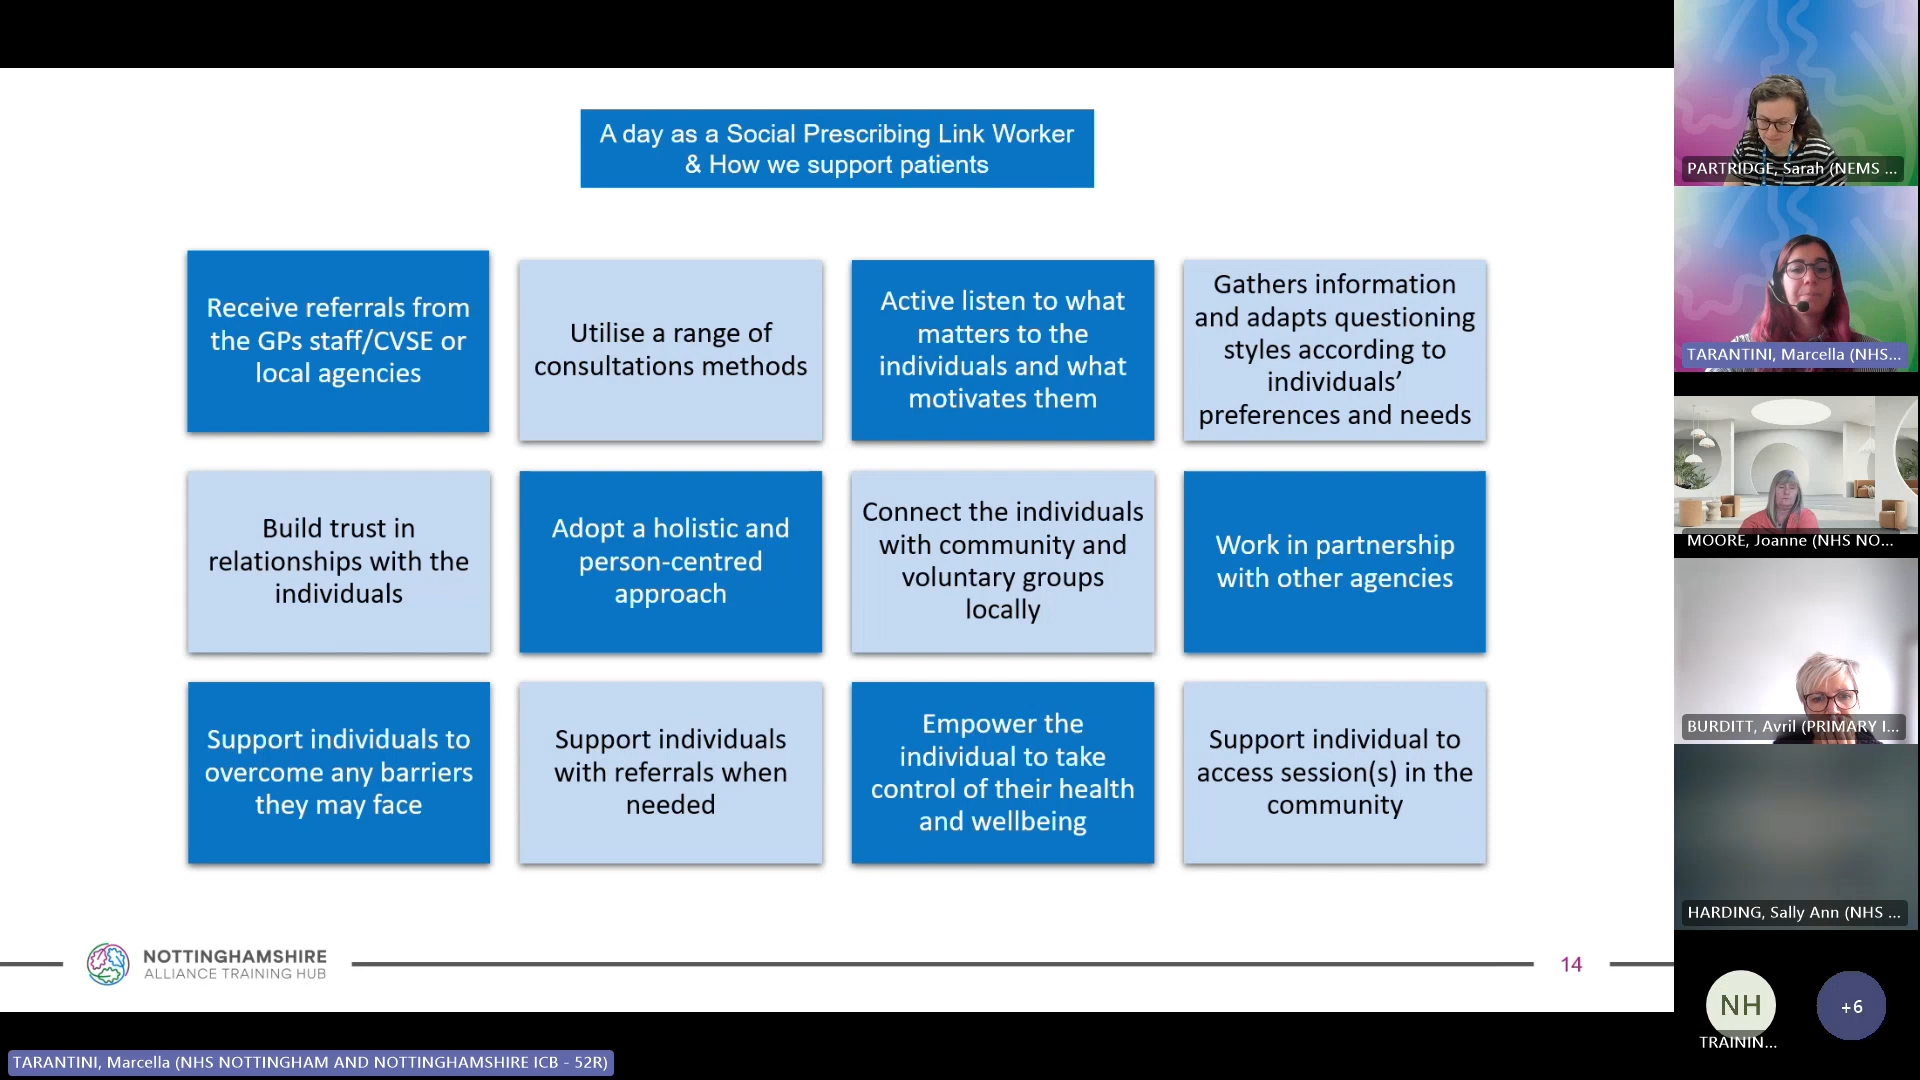 A day as a Social Prescribing Link Worker
& How we support patients
Receive referrals from
the GPs staff/CVSE or
local agencies
Utilise a range of
consultations methods
Active listen to what
matters to the
individuals and what
motivates them
Gathers information
and adapts questioning
styles according to
individuals’
preferences and needs
Build trust in
relationships with the
individuals
Adopt a holistic and
person-centred
approach
Connect the individuals
with community and
voluntary groups
locally
Work in partnership
with other agencies
Support individuals to
overcome any barriers
they may face
Support individuals
with referrals when
needed
Empower the
individual to take
control of their health
and wellbeing
Support individual to
access session(s) in the
community
NOTTINGHAMSHIRE
ALLIANCE TRAINING HUB
14
PARTRIDGE, Sarah (NEMS ...
TARANTINI, Marcella (NHS...
MOORE, Joanne (NHS NO...
BURDITT, Avril (PRIMARY I...
HARDING, Sally Ann (NHS ...
NH
TRAININ...
+6
TARANTINI, Marcella (NHS NOTTINGHAM AND NOTTINGHAMSHIRE ICB - 52R)